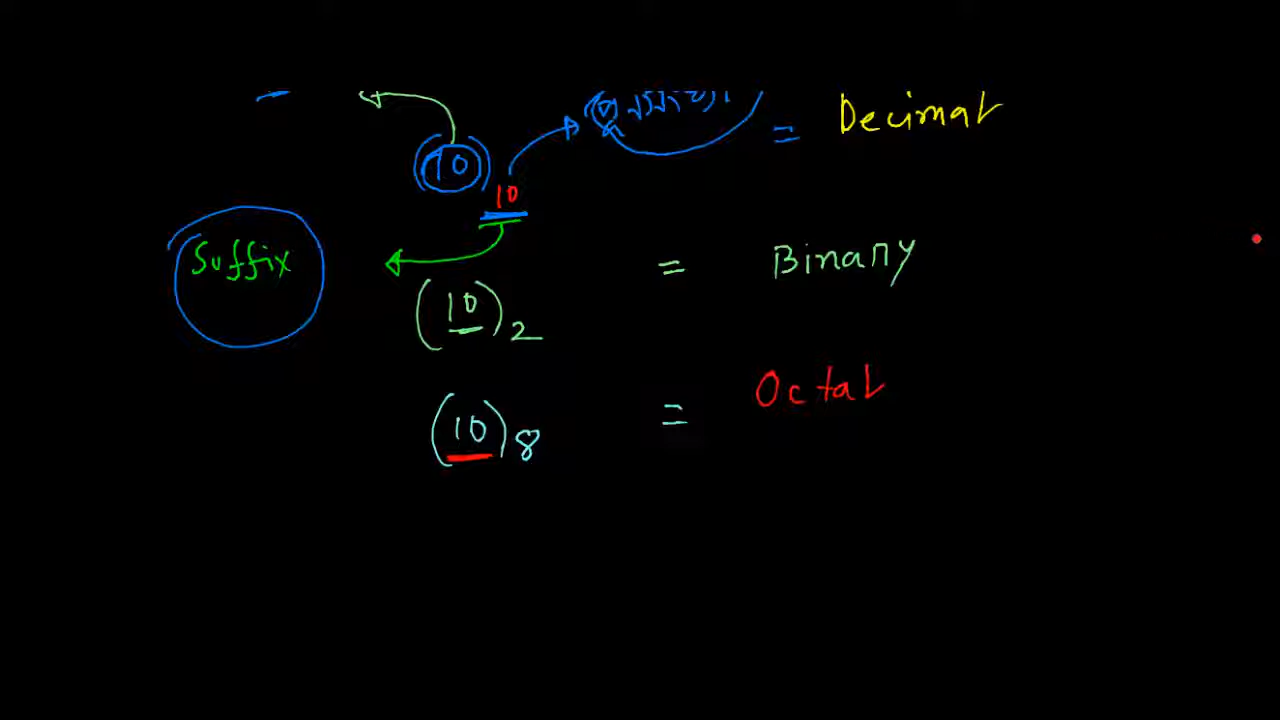 (10)10 = Decimal
Suffix
(10)2 = Binary
(10)8 = Octal